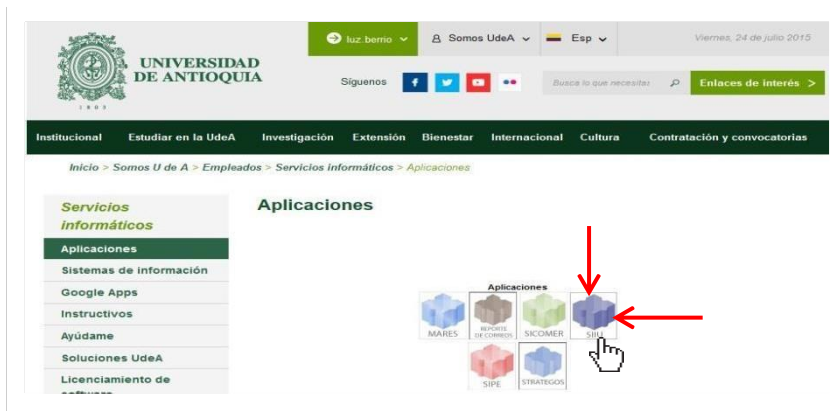 luz.berrio
Somos UdeA
Esp
Viernes, 24 de julio 2015
UNIVERSIDAD
DE ANTIOQUIA
1803
Síguenos
Busca lo que necesitas
Enlaces de interés >
Institucional Estudiar en la UdeA Investigación Extensión Bienestar Internacional Cultura Contratación y convocatorias
Inicio > Somos U de A > Empleados > Servicios informáticos > Aplicaciones
Servicios
informáticos
Aplicaciones
Sistemas de información
Google Apps
Instructivos
Ayúdame
Soluciones UdeA
Licenciamiento de
software
Aplicaciones
Aplicaciones
MARES
REPORTE
DE CORREOS
SICOMER
SIIU
SIPE
STRATEGOS